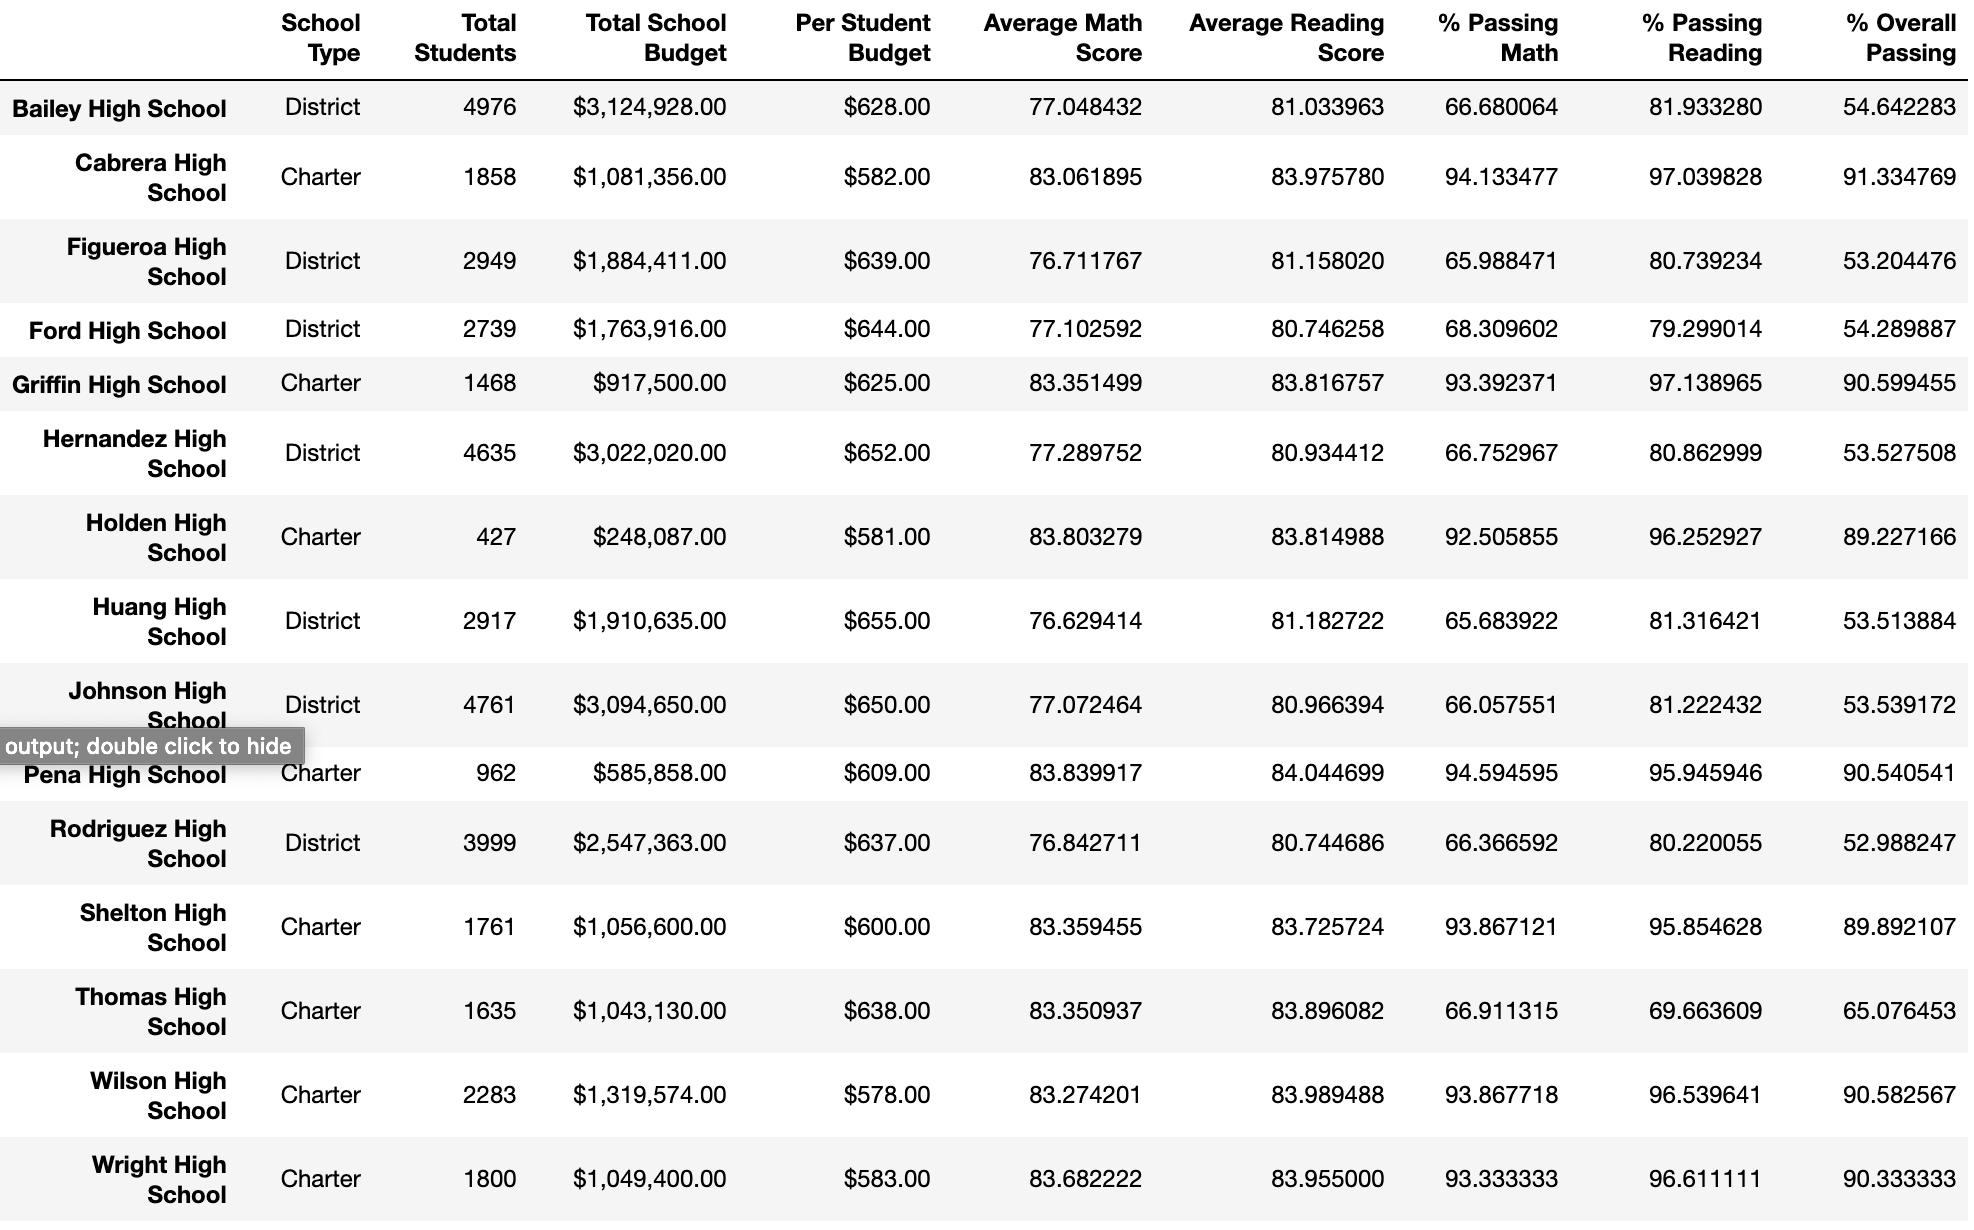 School Type Total Students Total School Budget Per Student Budget Average Math Score Average Reading Score % Passing Math % Passing Reading % Overall Passing
Bailey High School District 4976 $3,124,928.00 $628.00 77.048432 81.033963 66.680064 81.933280 54.642283
Cabrera High School Charter 1858 $1,081,356.00 $582.00 83.061895 83.975780 94.133477 97.039828 91.334769
Figueroa High School District 2949 $1,884,411.00 $639.00 76.711767 81.158020 65.988471 80.739234 53.204476
Ford High School District 2739 $1,763,916.00 $644.00 77.102592 80.746258 68.309602 79.299014 54.289887
Griffin High School Charter 1468 $917,500.00 $625.00 83.351499 83.816757 93.392371 97.138965 90.599455
Hernandez High School District 4635 $3,022,020.00 $652.00 77.289752 80.934412 66.752967 80.862999 53.527508
Holden High School Charter 427 $248,087.00 $581.00 83.803279 83.814988 92.505855 96.252927 89.227166
Huang High School District 2917 $1,910,635.00 $655.00 76.629414 81.182722 65.683922 81.316421 53.513884
Johnson High School District 4761 $3,094,650.00 $650.00 77.072464 80.966394 66.057551 81.222432 53.539172
output; double click to hide
Pena High School Charter 962 $585,858.00 $609.00 83.839917 84.044699 94.594595 95.945946 90.540541
Rodriguez High School District 3999 $2,547,363.00 $637.00 76.842711 80.744686 66.366592 80.220055 52.988247
Shelton High School Charter 1761 $1,056,600.00 $600.00 83.359455 83.725724 93.867121 95.854628 89.892107
Thomas High School Charter 1635 $1,043,130.00 $638.00 83.350937 83.896082 66.911315 69.663609 65.076453
Wilson High School Charter 2283 $1,319,574.00 $578.00 83.274201 83.989488 93.867718 96.539641 90.582567
Wright High School Charter 1800 $1,049,400.00 $583.00 83.682222 83.955000 93.333333 96.611111 90.333333